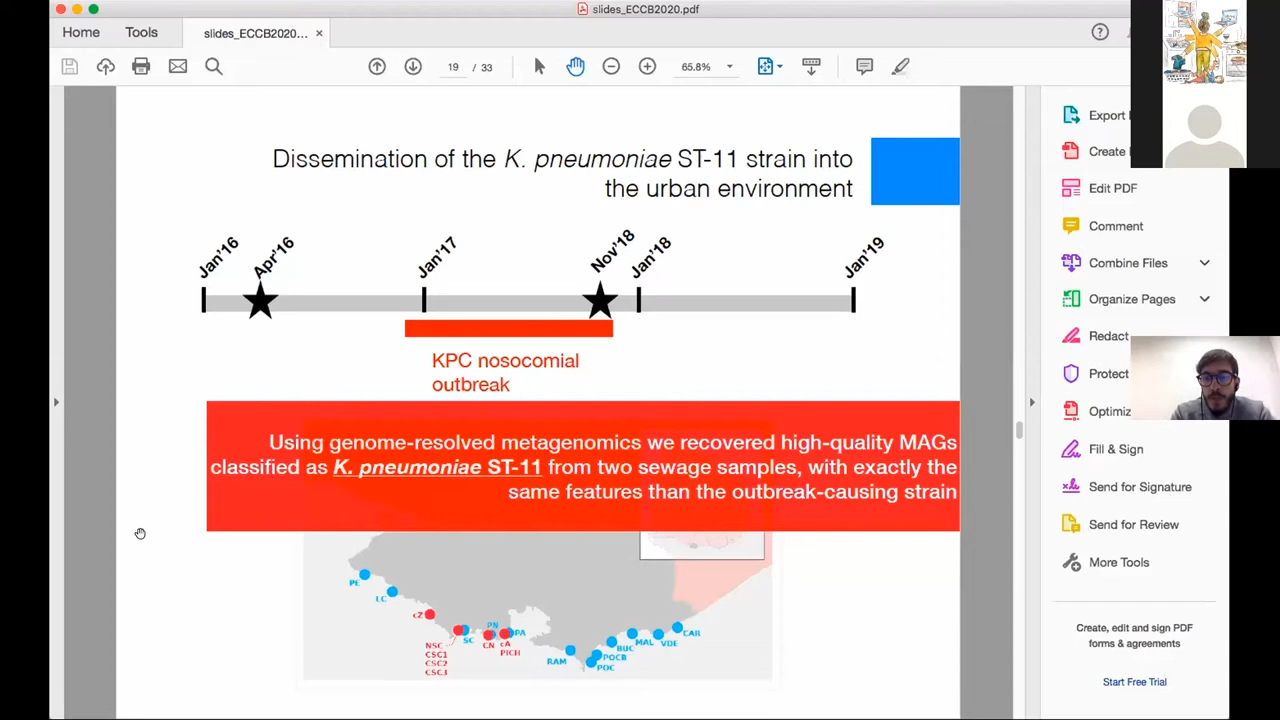 slides_ECCB2020.pdf
Home
Tools
slides_ECCB2020...
19 / 33
65.8%
Dissemination of the K. pneumoniae ST-11 strain into
the urban environment
Jan'16
Apr'16
Jan'17
Nov'18
Jan'18
Jan'19
KPC nosocomial
outbreak
Using genome-resolved metagenomics we recovered high-quality MAGs
classified as K. pneumoniae ST-11 from two sewage samples, with exactly the
same features than the outbreak-causing strain
PE
LC
cZ
NSC
CSC1
CSC2
CSC3
SC
PN
CN
PA
cA
PICH
RAM
POC
POCB
BUC
MAL
VDE
CAR
Export
Create
Edit PDF
Comment
Combine Files
Organize Pages
Redact
Protect
Optimiz
Fill & Sign
Send for Signature
Send for Review
More Tools
Create, edit and sign PDF
forms & agreements
Start Free Trial